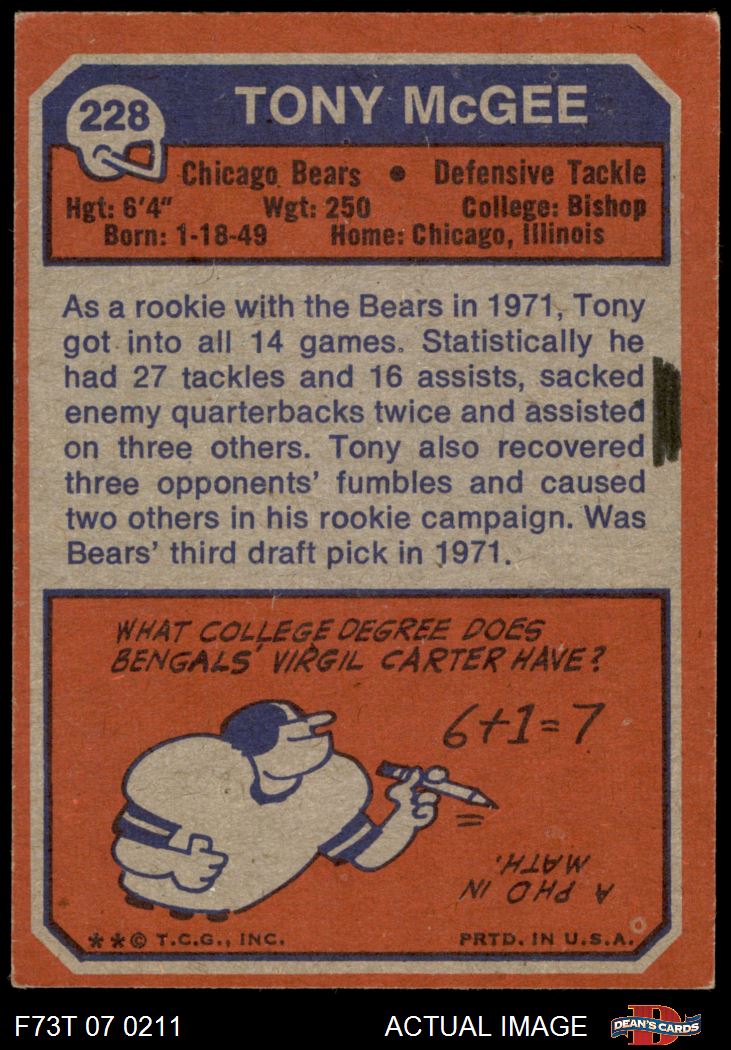 228
TONY McGEE
Chicago Bears • Defensive Tackle
Hgt: 6'4" Wgt: 250 College: Bishop
Born: 1-18-49 Home: Chicago, Illinois
As a rookie with the Bears in 1971, Tony
got into all 14 games. Statistically he
had 27 tackles and 16 assists, sacked
enemy quarterbacks twice and assisted
on three others. Tony also recovered
three opponents' fumbles and caused
two others in his rookie campaign. Was
Bears' third draft pick in 1971.
WHAT COLLEGE DEGREE DOES
BENGALS' VIRGIL CARTER HAVE?
6+1=7
A PHD IN
MATH.
**© T.C.G., INC. PRTD. IN U.S.A.
F73T 07 0211 ACTUAL IMAGE D DEAN'S CARDS